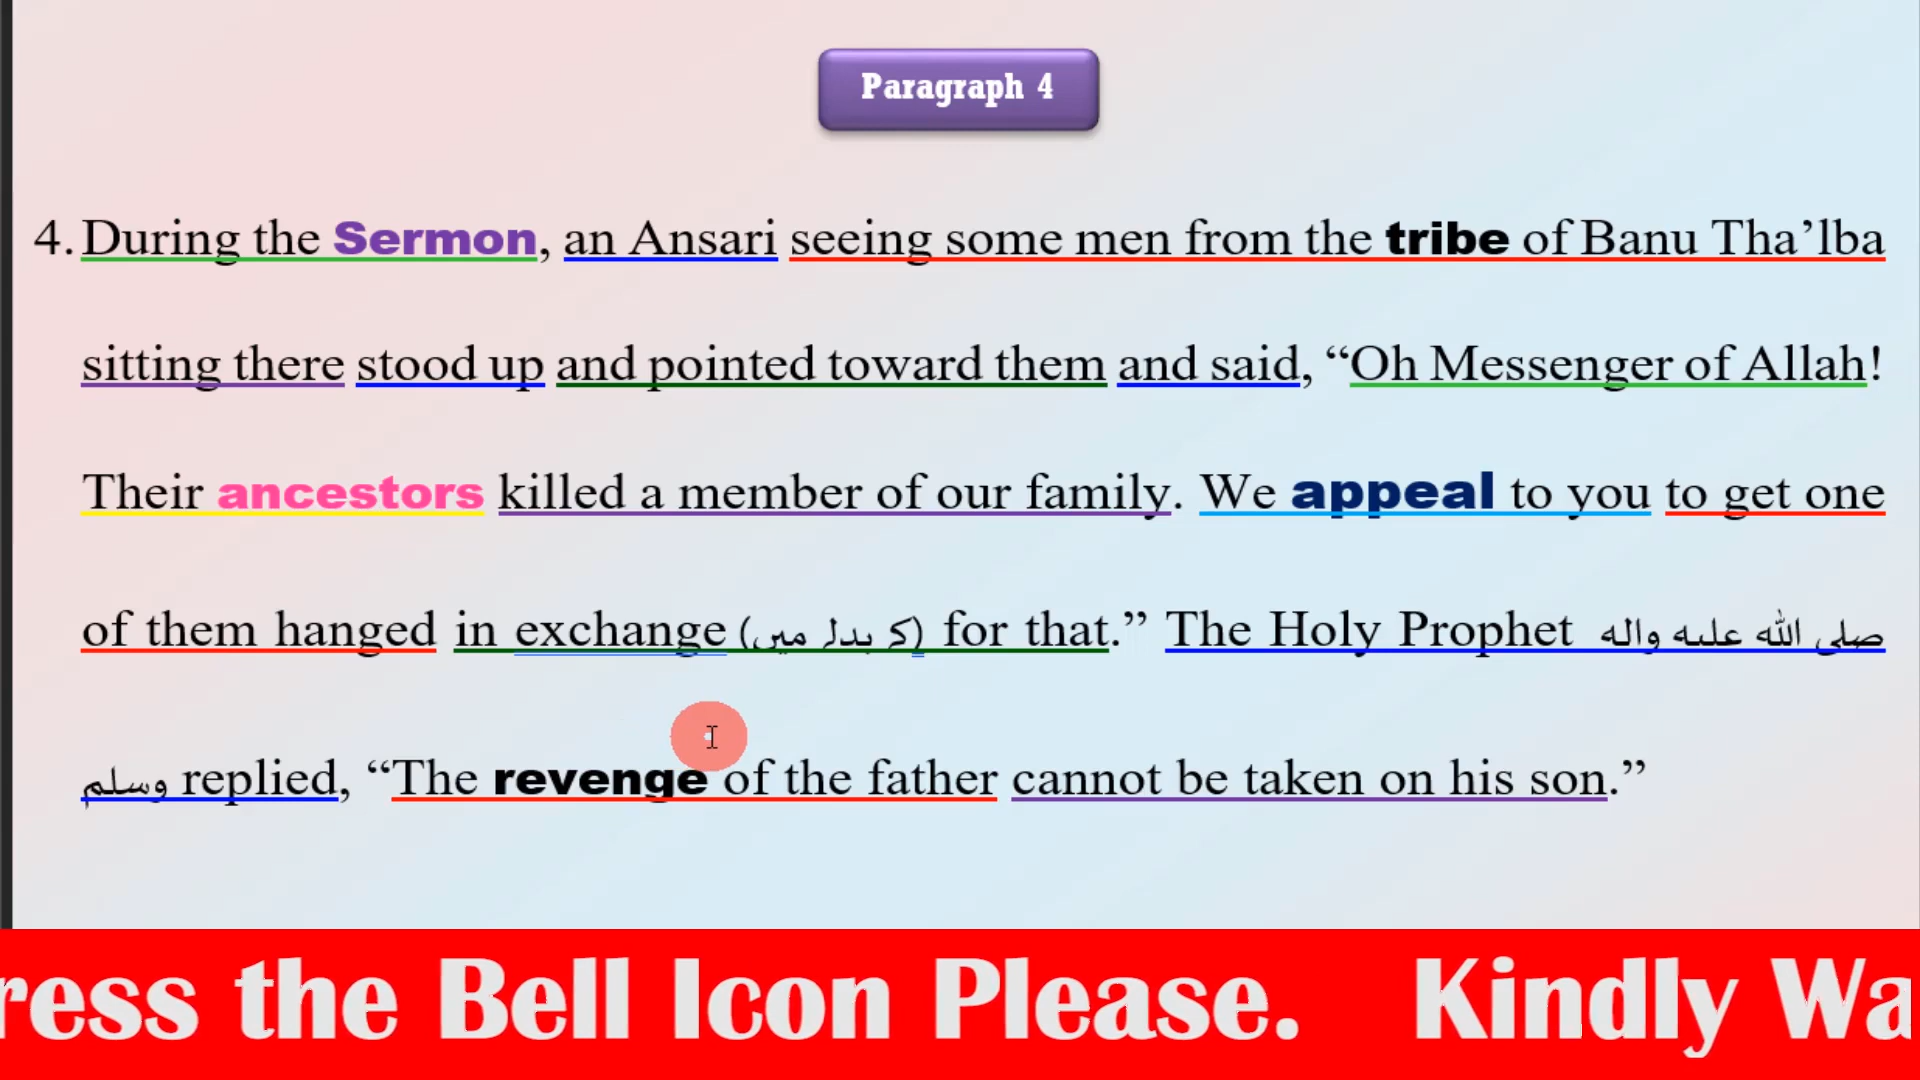 Paragraph 4
4. During the Sermon, an Ansari seeing some men from the tribe of Banu Tha’lba
sitting there stood up and pointed toward them and said, “Oh Messenger of Allah!
Their ancestors killed a member of our family. We appeal to you to get one
of them hanged in exchange (کے بدلے میں) for that.” The Holy Prophet صلی اللہ علیہ والہ
وسلم replied, “The revenge of the father cannot be taken on his son.”
ress the Bell Icon Please. Kindly Wa